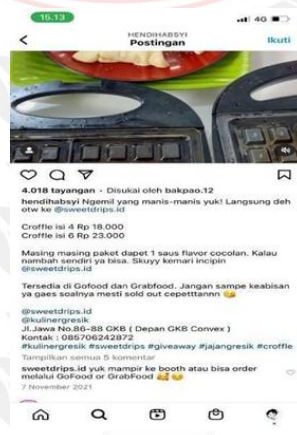 15.13
4G
HENDIHABSYI
Postingan
Ikuti
4.018 tayangan · Disukai oleh bakpao.12
hendihabsyi Ngemil yang manis-manis yuk! Langsung deh
otw ke @sweetdrips.id
Croffle isi 4 Rp 18.000
Croffle isi 6 Rp 23.000
Masing masing paket dapet 1 saus flavor cocolan. Kalau
nambah sendiri ya bisa. Skuyy kemari incipin
@sweetdrips.id
Tersedia di Gofood dan Grabfood. Jangan sampe keabisan
ya gaes soalnya mesti sold out cepetttannn
@sweetdrips.id
@kulinergresik
Jl.Jawa No.86-88 GKB ( Depan GKB Convex )
Kontak : 085706242872
#kulinergresik #sweetdrips #giveaway #jajangresik #croffle
Tampilkan semua 5 komentar
sweetdrips.id yuk mampir ke booth atau bisa order
melalui GoFood or GrabFood
7 November 2021